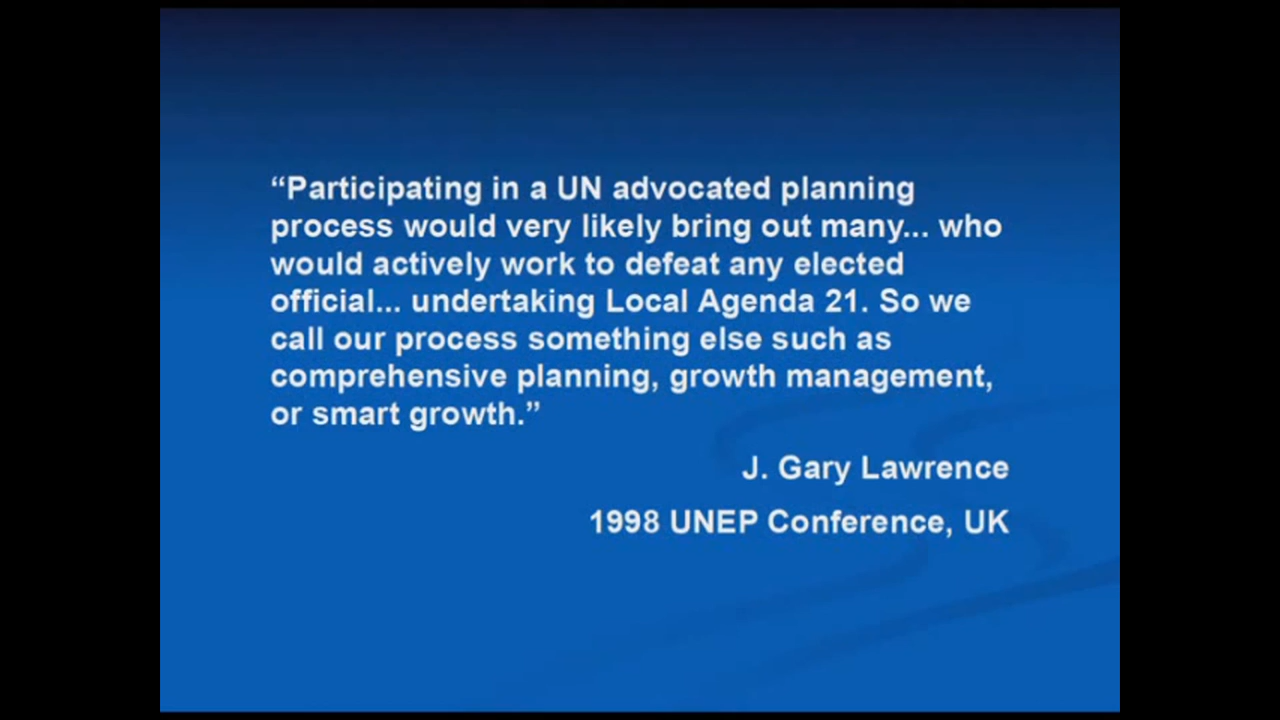 “Participating in a UN advocated planning
process would very likely bring out many... who
would actively work to defeat any elected
official... undertaking Local Agenda 21. So we
call our process something else such as
comprehensive planning, growth management,
or smart growth.”
J. Gary Lawrence
1998 UNEP Conference, UK